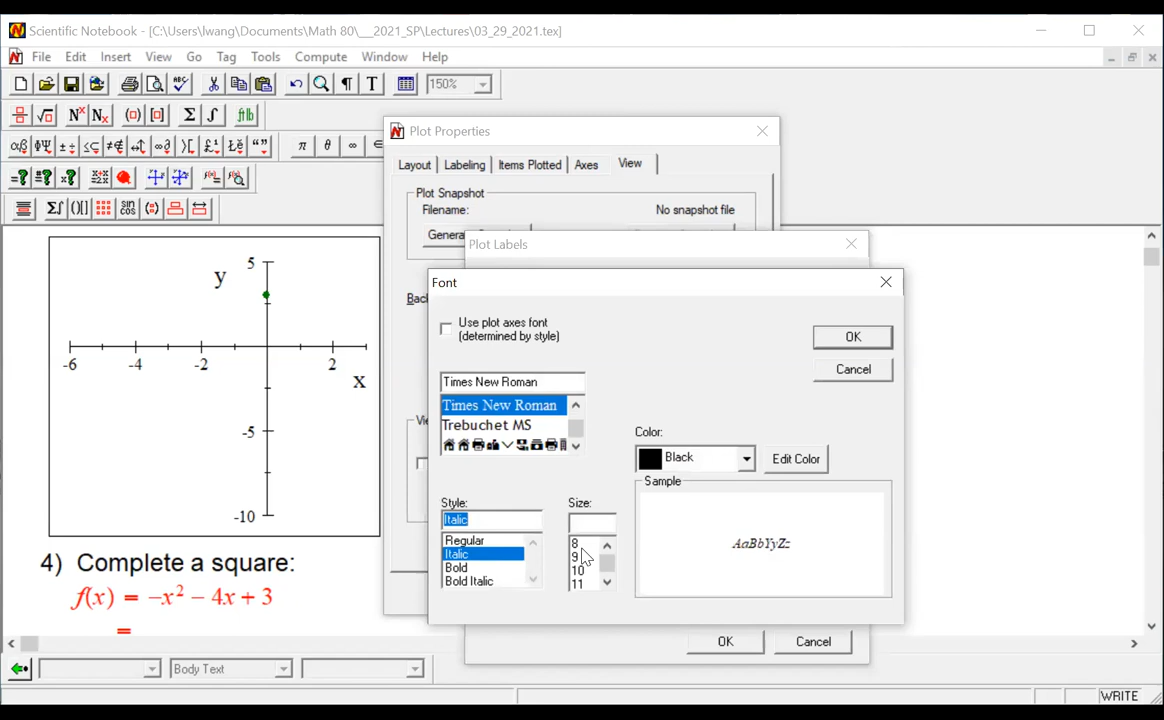 Scientific Notebook - [C:\Users\lwang\Documents\Math 80\__2021_SP\Lectures\03_29_2021.tex]
File Edit Insert View Go Tag Tools Compute Window Help
150%
Plot Properties
Layout Labeling Items Plotted Axes View
Plot Snapshot
Filename: No snapshot file
Plot Labels
Font
Use plot axes font
(determined by style)
OK
Cancel
Times New Roman
Times New Roman
Trebuchet MS
Color:
Black
Edit Color
Sample
AaBbYyZz
Style:
Italic
Regular
Italic
Bold
Bold Italic
Size:
8
9
10
11
OK Cancel
y
5
-6 -4 -2 2
x
-5
-10
4) Complete a square:
f(x) = −x² − 4x + 3
=
Body Text
WRITE